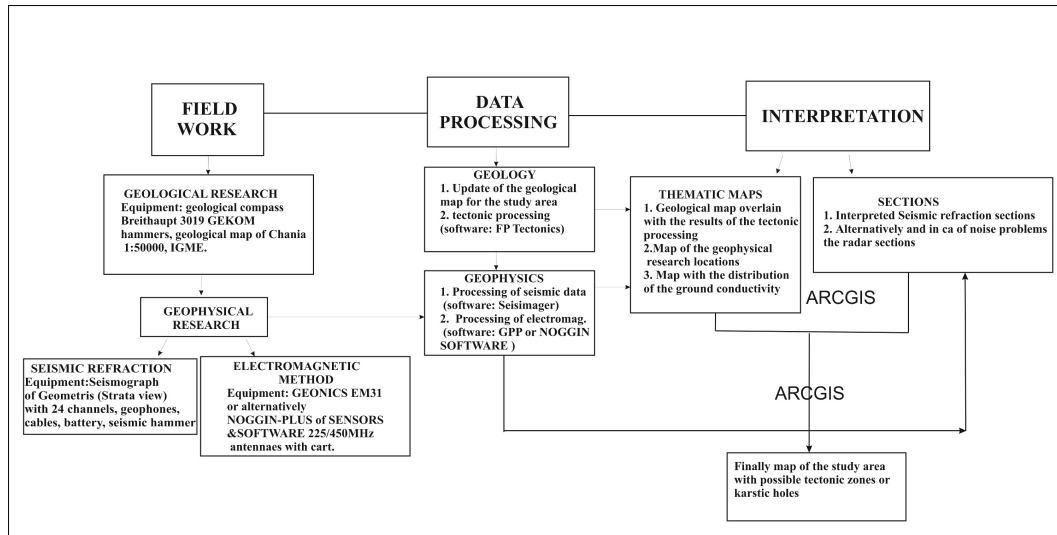 FIELD
WORK
DATA
PROCESSING
INTERPRETATION
GEOLOGICAL RESEARCH
Equipment: geological compass
Breithaupt 3019 GEKOM
hammers, geological map of Chania
1:50000, IGME.
GEOPHYSICAL
RESEARCH
SEISMIC REFRACTION
Equipment:Seismograph
of Geometris (Strata view)
with 24 channels, geophones,
cables, battery, seismic hammer
ELECTROMAGNETIC
METHOD
Equipment: GEONICS EM31
or alternatively
NOGGIN-PLUS of SENSORS
&SOFTWARE 225/450MHz
antennaes with cart.
GEOLOGY
1. Update of the geological
map for the study area
2. tectonic processing
(software: FP Tectonics)
GEOPHYSICS
1. Processing of seismic data
(software: Seisimager)
2. Processing of electromag.
(software: GPP or NOGGIN
SOFTWARE )
THEMATIC MAPS
1. Geological map overlain
with the results of the tectonic
processing
2.Map of the geophysical
research locations
3. Map with the distribution
of the ground conductivity
SECTIONS
1. Interpreted Seismic refraction sections
2. Alternatively and in ca of noise problems
the radar sections
ARCGIS
ARCGIS
Finally map of the study area
with possible tectonic zones or
karstic holes